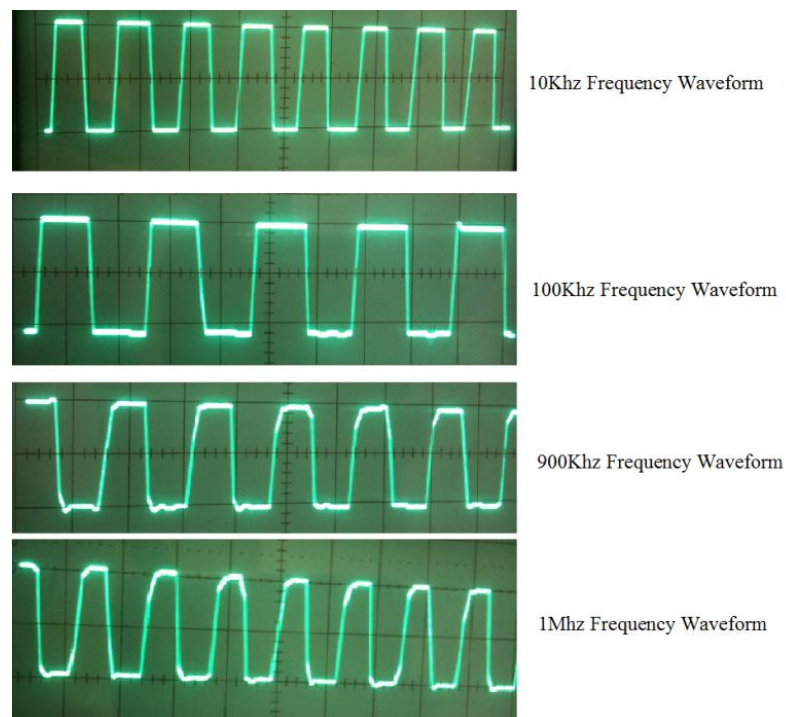 10Khz Frequency Waveform
100Khz Frequency Waveform
900Khz Frequency Waveform
1Mhz Frequency Waveform